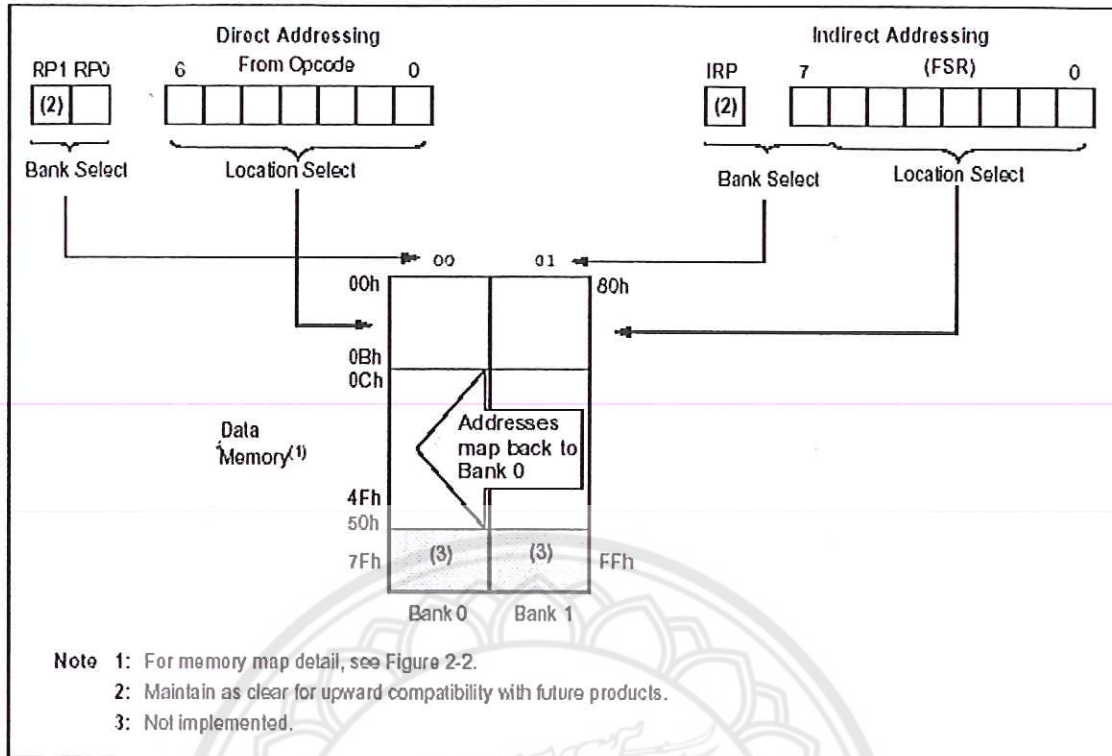 Direct Addressing
RP1 RP0 6 From Opcode 0
(2)
Bank Select Location Select
Indirect Addressing
IRP 7 (FSR) 0
(2)
Bank Select Location Select
00 01
00h 80h
0Bh
0Ch
Data
Memory(1)
Addresses
map back to
Bank 0
4Fh
50h
7Fh (3) (3) FFh
Bank 0 Bank 1
Note 1: For memory map detail, see Figure 2-2.
2: Maintain as clear for upward compatibility with future products.
3: Not implemented.